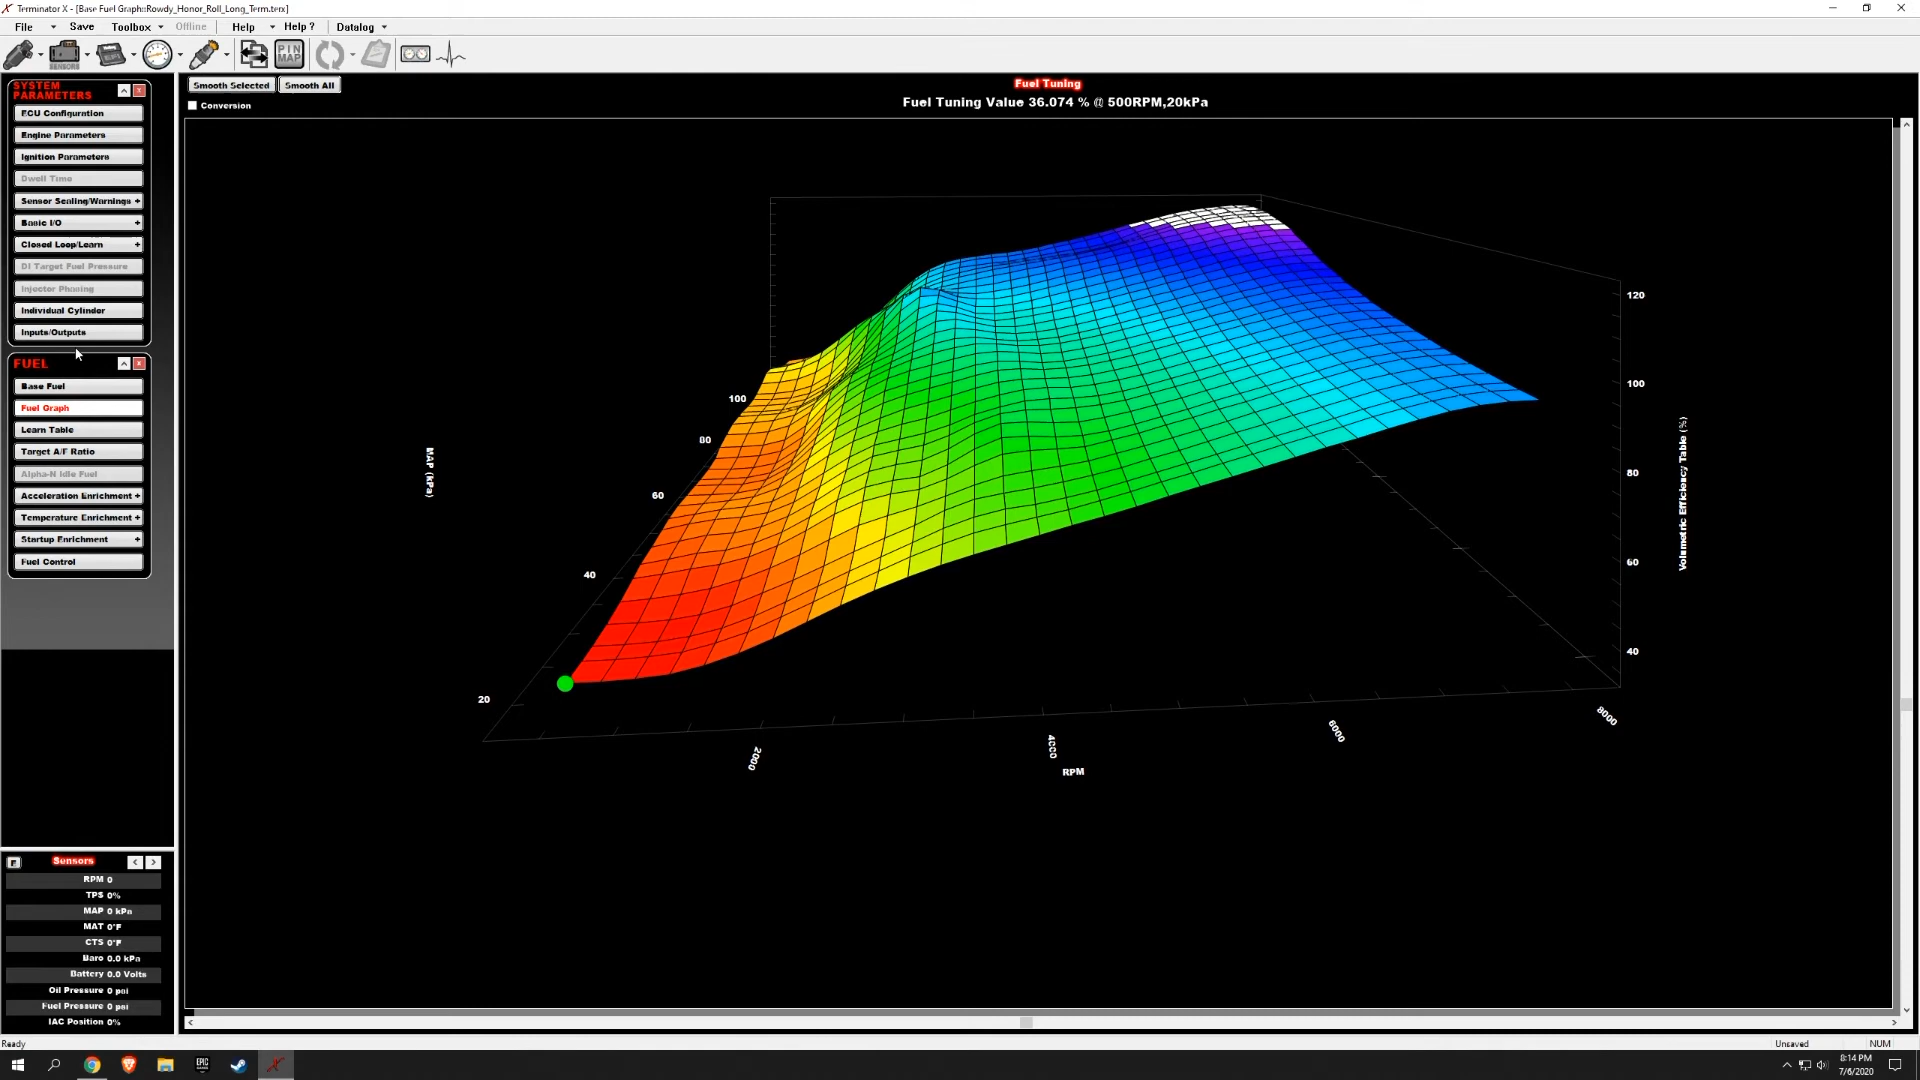 Terminator X - [Base Fuel Graph::Rowdy_Honor_Roll_Long_Term.terx]
File Save Toolbox Offline Help Help ? Datalog
SENSORS
PIN MAP
SYSTEM PARAMETERS
ECU Configuration
Engine Parameters
Ignition Parameters
Dwell Time
Sensor Scaling/Warnings +
Basic I/O +
Closed Loop/Learn +
DI Target Fuel Pressure
Injector Phasing
Individual Cylinder
Inputs/Outputs
FUEL
Base Fuel
Fuel Graph
Learn Table
Target A/F Ratio
Alpha-N Idle Fuel
Acceleration Enrichment +
Temperature Enrichment +
Startup Enrichment +
Fuel Control
Sensors
RPM 0
TPS 0%
MAP 0 kPa
MAT 0°F
CTS 0°F
Baro 0.0 kPa
Battery 0.0 Volts
Oil Pressure 0 psi
Fuel Pressure 0 psi
IAC Position 0%
Smooth Selected Smooth All
Conversion
Fuel Tuning
Fuel Tuning Value 36.074 % @ 500RPM,20kPa
MAP (kPa)
100
80
60
40
20
2000
4000
6000
8000
RPM
120
100
80
60
40
Volumetric Efficiency Table (%)
Ready
Unsaved NUM
EPIC GAMES
8:14 PM
7/6/2020